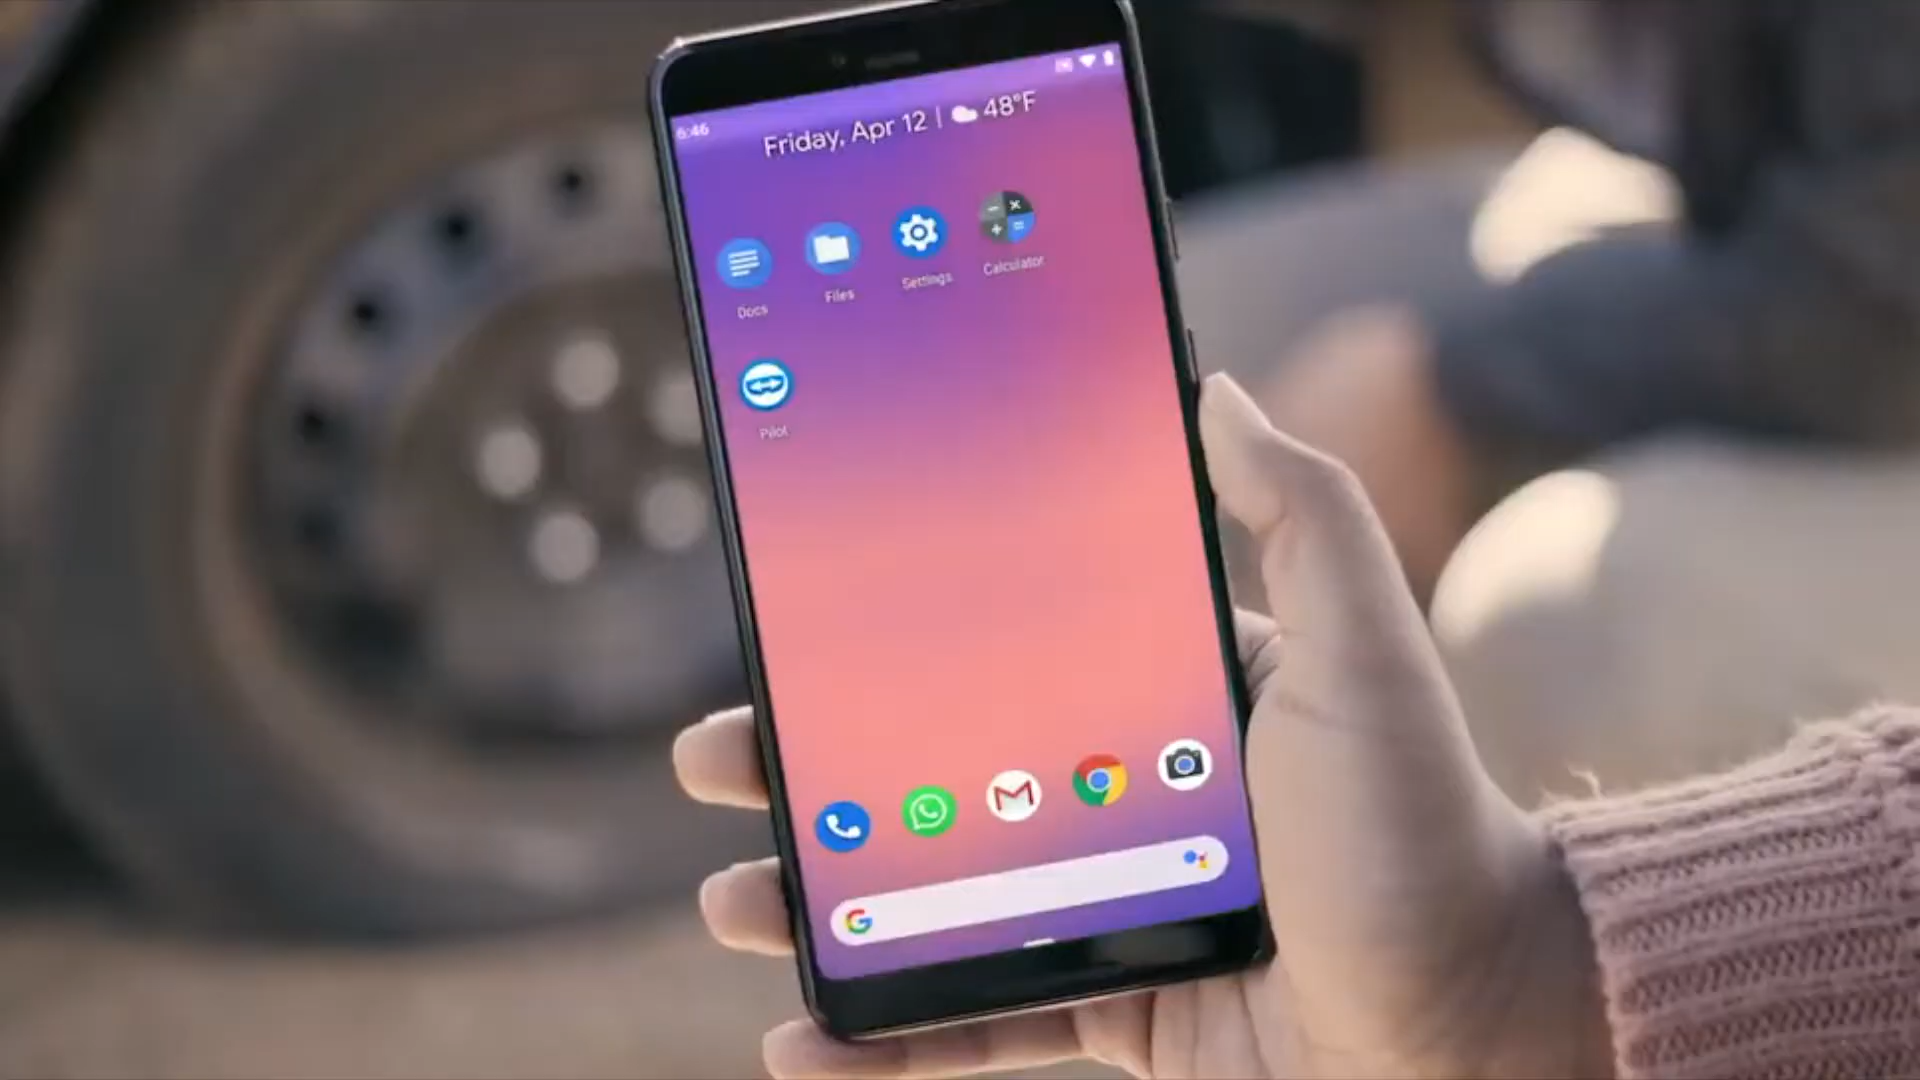 6:46
Friday, Apr 12 | 48°F
Docs
Files
Settings
Calculator
Pilot